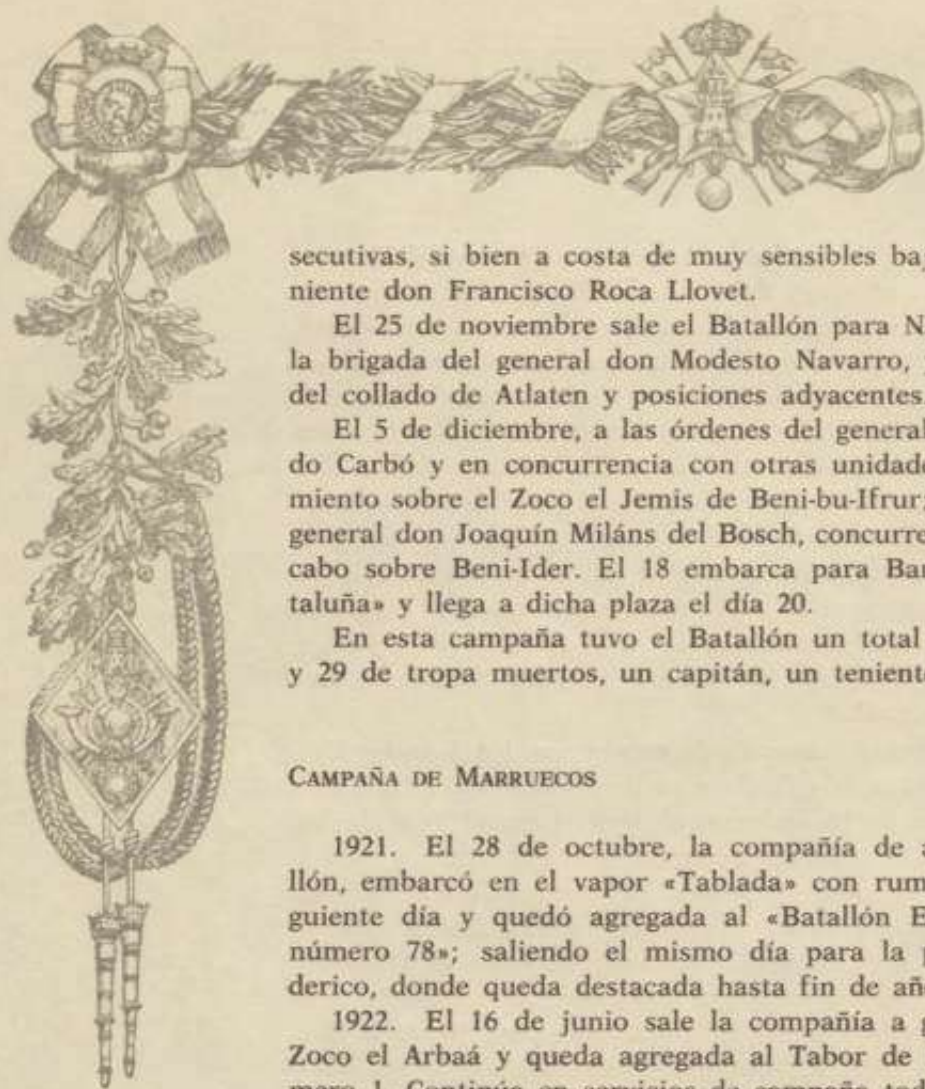 secutivas, si bien a costa de muy sensibles ba
niente don Francisco Roca Llovet.
El 25 de noviembre sale el Batallón para N
la brigada del general don Modesto Navarro,
del collado de Atlaten y posiciones adyacentes
El 5 de diciembre, a las órdenes del general
do Carbó y en concurrencia con otras unidade
miento sobre el Zoco el Jemis de Beni-bu-Ifrur;
general don Joaquín Miláns del Bosch, concurre
cabo sobre Beni-Ider. El 18 embarca para Bar
taluña» y llega a dicha plaza el día 20.
En esta campaña tuvo el Batallón un total
y 29 de tropa muertos, un capitán, un teniente
CAMPAÑA DE MARRUECOS
1921. El 28 de octubre, la compañía de a
llón, embarcó en el vapor «Tablada» con rum
guiente día y quedó agregada al «Batallón E
número 78»; saliendo el mismo día para la p
derico, donde queda destacada hasta fin de añ
1922. El 16 de junio sale la compañía a g
Zoco el Arbaá y queda agregada al Tabor de